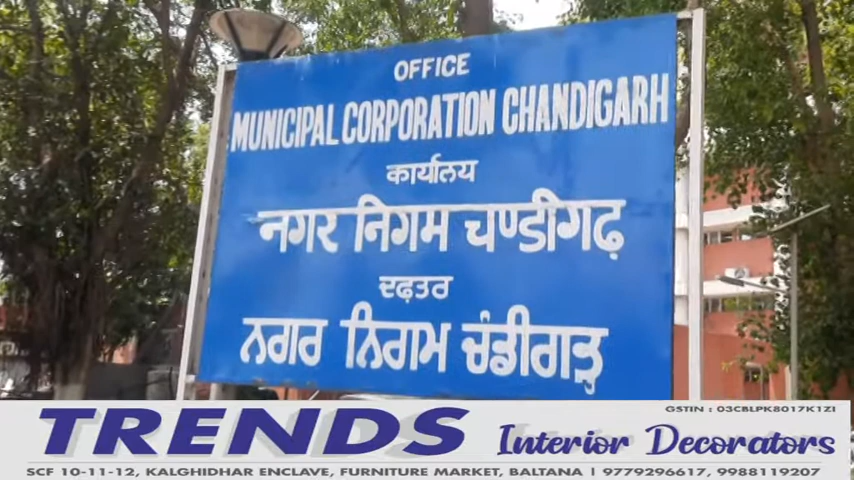 OFFICE
MUNICIPAL CORPORATION CHANDIGARH
कार्यालय
नगर निगम चण्डीगढ़
ਦਫ਼ਤਰ
ਨਗਰ ਨਿਗਮ ਚੰਡੀਗੜ੍ਹ
GSTIN : 03CBLPK8017K1ZI
TRENDS Interior Decorators
SCF 10-11-12, KALGHIDHAR ENCLAVE, FURNITURE MARKET, BALTANA | 9779296617, 9988119207